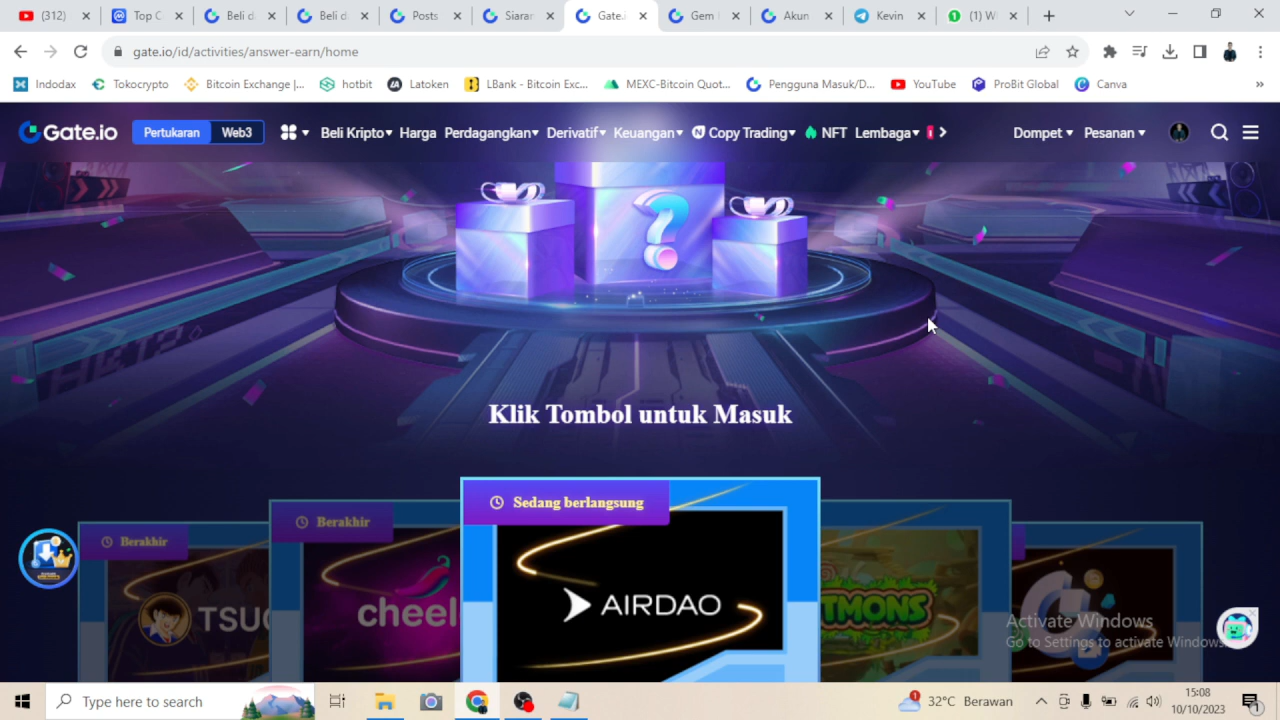 (312)
Top C
Beli d
Beli d
Posts
Siaran
Gate.i
Gem
Akun
Kevin
(1) W
gate.io/id/activities/answer-earn/home
Indodax
Tokocrypto
Bitcoin Exchange |...
hotbit
Latoken
LBank - Bitcoin Exc...
MEXC-Bitcoin Quot...
Pengguna Masuk/D...
YouTube
ProBit Global
Canva
»
Gate.io
Pertukaran
Web3
Beli Kripto
Harga
Perdagangkan
Derivatif
Keuangan
Copy Trading
NFT
Lembaga
Dompet
Pesanan
?
Klik Tombol untuk Masuk
Sedang berlangsung
Berakhir
Berakhir
TSUG
cheel
AIRDAO
TMONS
Activate Windows
Go to Settings to activate Windows.
Type here to search
32°C Berawan
15:08
10/10/2023